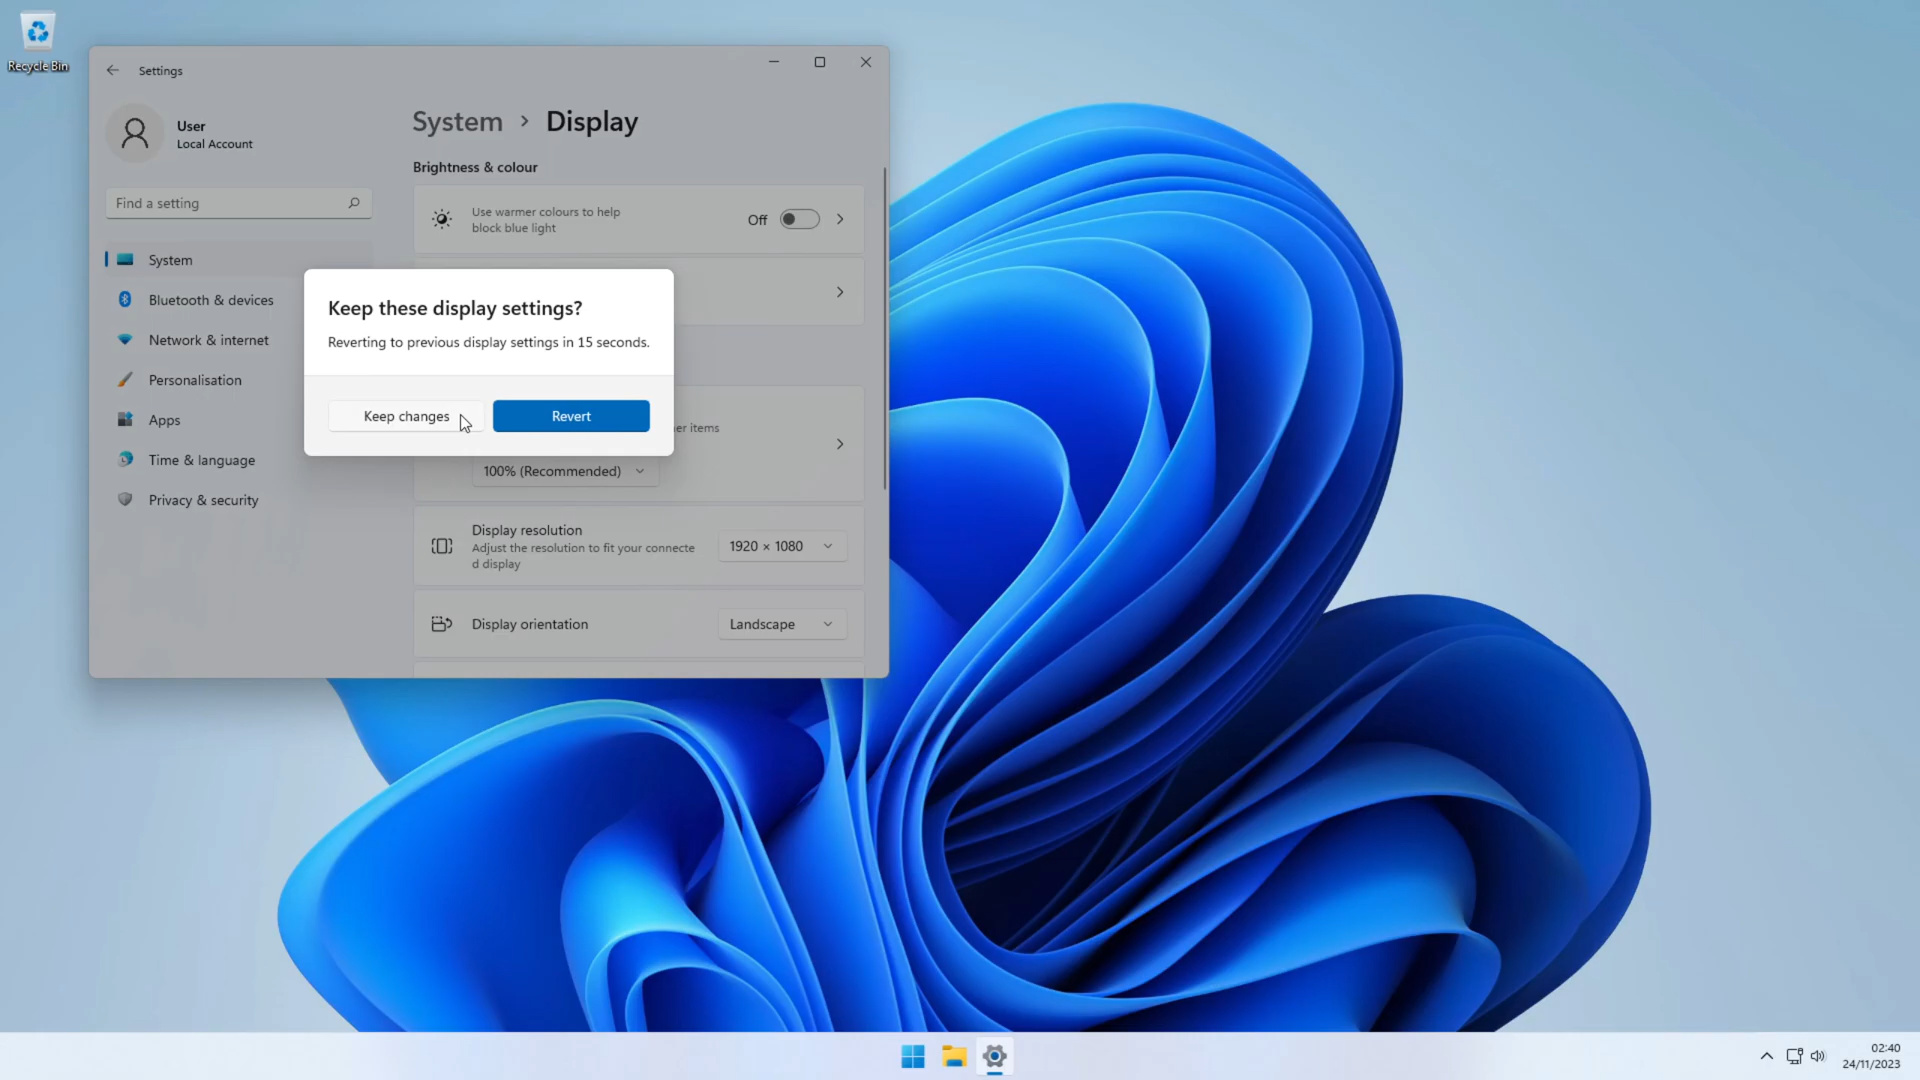 Recycle Bin
Settings
User
Local Account
Find a setting
System
Bluetooth & devices
Network & internet
Personalisation
Apps
Time & language
Privacy & security
System > Display
Brightness & colour
Use warmer colours to help
block blue light
Off
Keep these display settings?
Reverting to previous display settings in 15 seconds.
Keep changes
Revert
er items
100% (Recommended)
Display resolution
Adjust the resolution to fit your connecte
d display
1920 × 1080
Display orientation
Landscape
02:40
24/11/2023